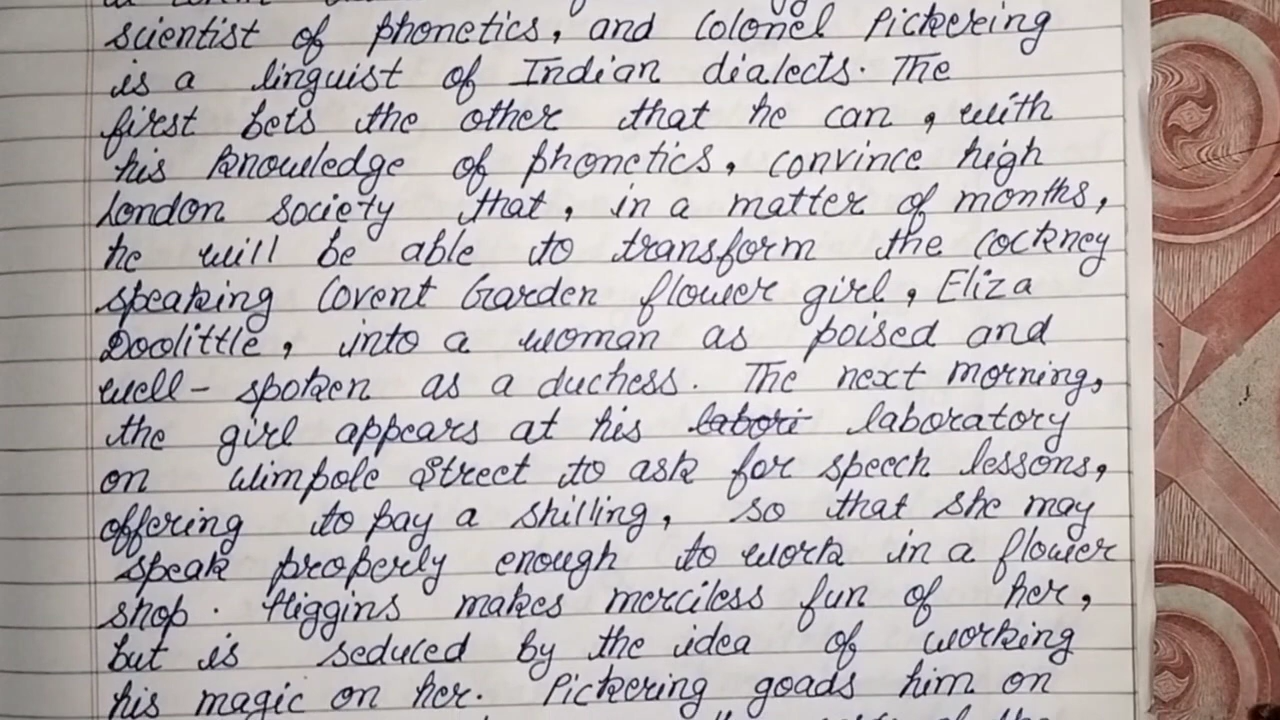 scientist of phonetics, and Colonel Pickering
is a linguist of Indian dialects. The
first bets the other that he can, with
his knowledge of phonetics, convince high
London society that, in a matter of months,
he will be able to transform the cockney
speaking Covent Garden flower girl, Eliza
Doolittle, into a woman as poised and
well-spoken as a duchess. The next morning,
the girl appears at his labori laboratory
on Wimpole Street to ask for speech lessons,
offering to pay a shilling, so that she may
speak properly enough to work in a flower
shop. Higgins makes merciless fun of her,
but is seduced by the idea of working
his magic on her. Pickering goads him on